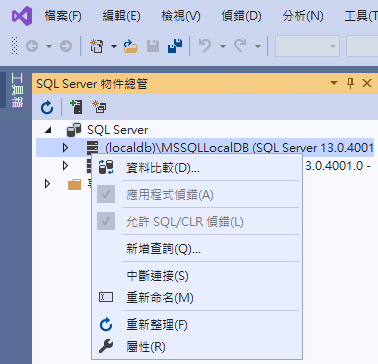 檔案(F) 編輯(E) 檢視(V) 偵錯(D) 分析(N) 工具(T
工具箱
SQL Server 物件總管
SQL Server
(localdb)\MSSQLLocalDB (SQL Server 13.0.4001
3.0.4001.0 -
資料比較(D)...
應用程式偵錯(A)
允許 SQL/CLR 偵錯(L)
新增查詢(Q)...
中斷連接(S)
重新命名(M)
重新整理(F)
屬性(R)